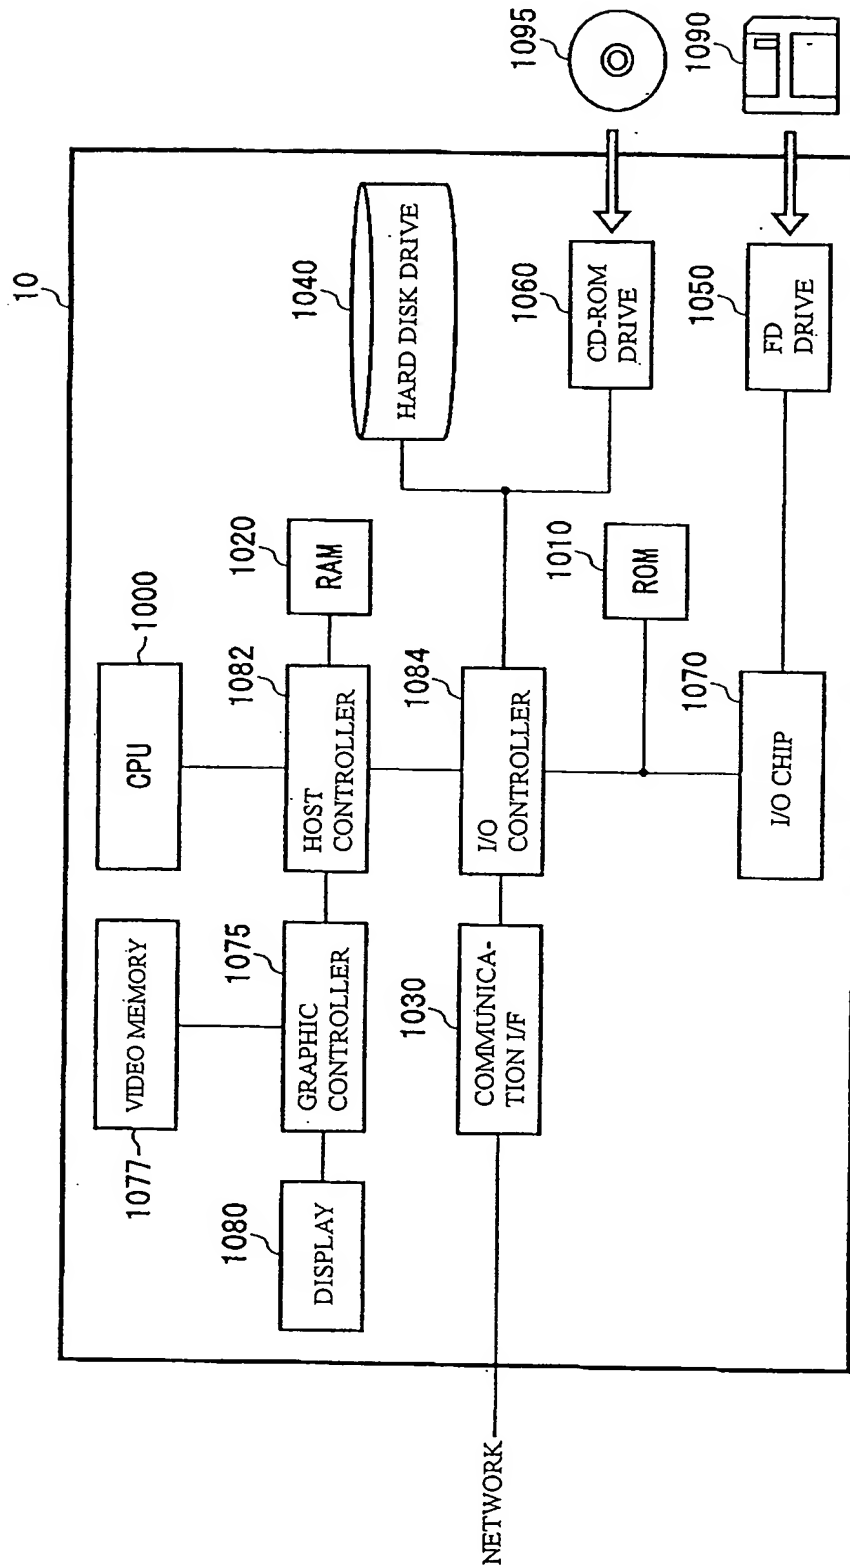 10
1000
CPU
VIDEO MEMORY
1077
1082
HOST
CONTROLLER
1020
RAM
1075
GRAPHIC
CONTROLLER
1080
DISPLAY
1040
HARD DISK DRIVE
1084
I/O
CONTROLLER
1030
COMMUNICA-
TION I/F
NETWORK
1060
CD-ROM
DRIVE
1095
1010
ROM
1070
I/O CHIP
1050
FD
DRIVE
1090